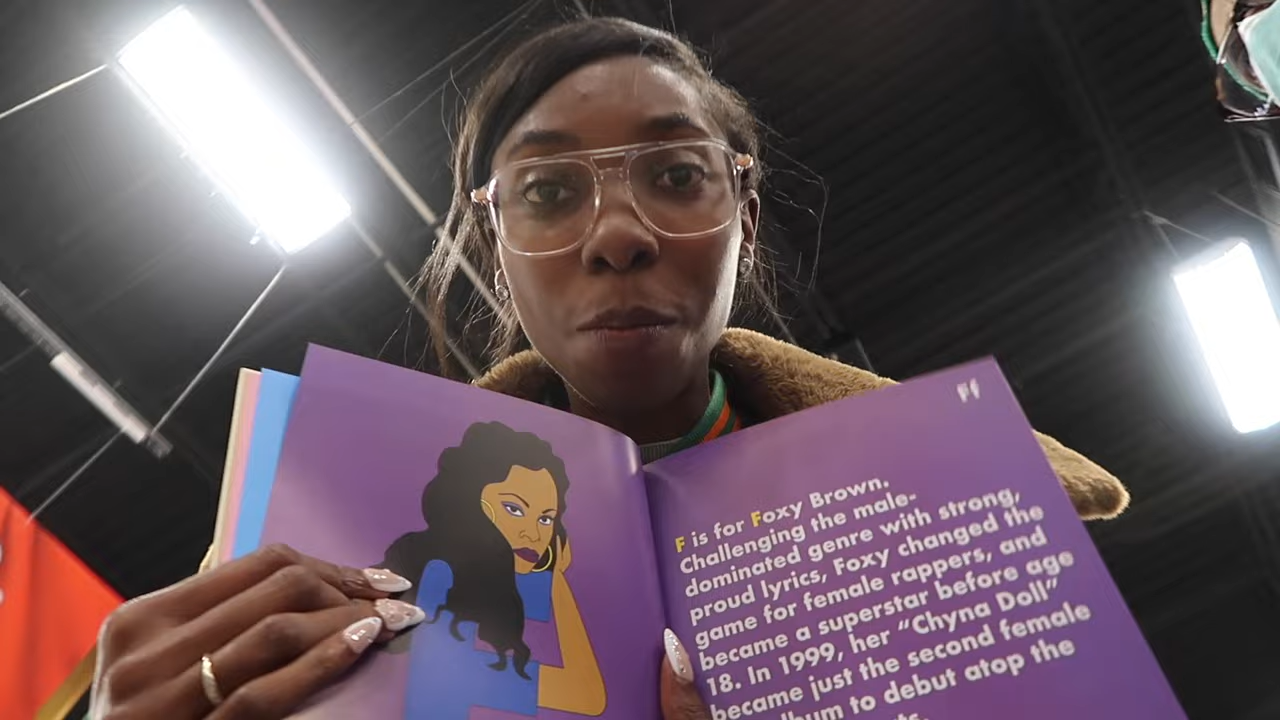 Ff
F is for Foxy Brown.
Challenging the male-
dominated genre with strong,
proud lyrics, Foxy changed the
game for female rappers, and
became a superstar before age
18. In 1999, her “Chyna Doll”
became just the second female
album to debut atop the